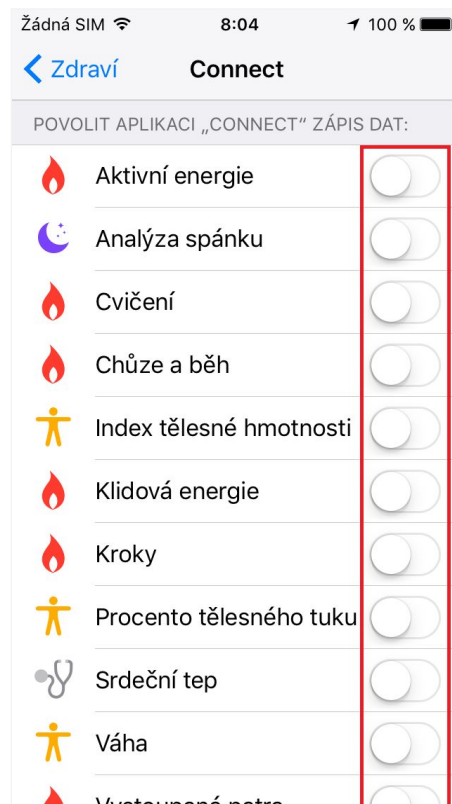 Žádná SIM 8:04 100 %
Zdraví Connect
POVOLIT APLIKACI „CONNECT“ ZÁPIS DAT:
Aktivní energie
Analýza spánku
Cvičení
Chůze a běh
Index tělesné hmotnosti
Klidová energie
Kroky
Procento tělesného tuku
Srdeční tep
Váha